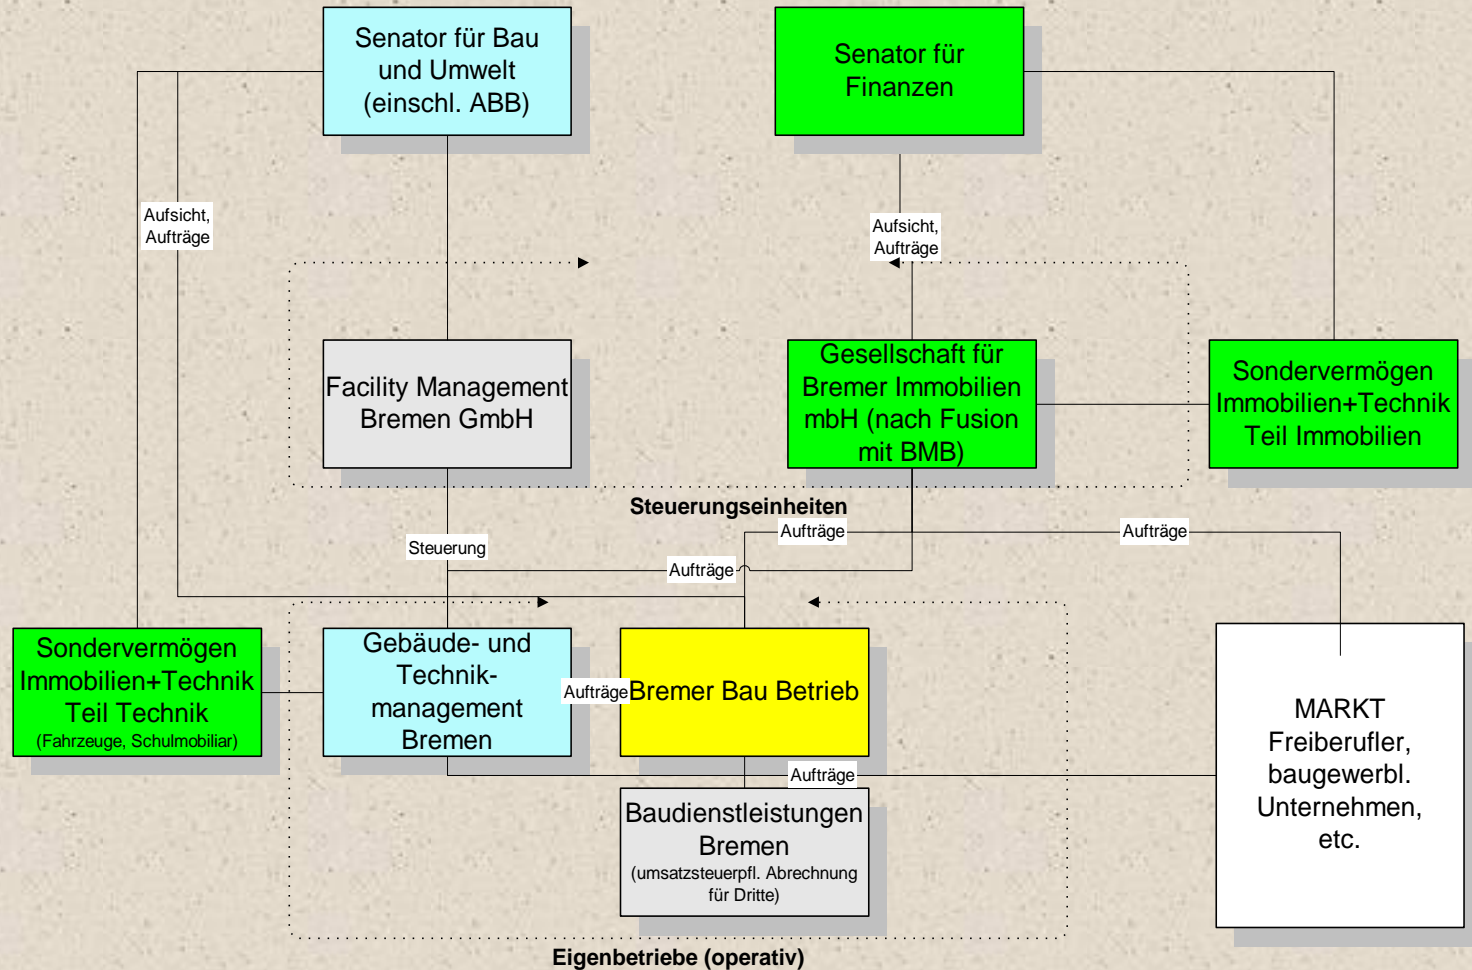 Senator für Bau
und Umwelt
(einschl. ABB)
Senator für
Finanzen
Aufsicht,
Aufträge
Aufsicht,
Aufträge
Facility Management
Bremen GmbH
Gesellschaft für
Bremer Immobilien
mbH (nach Fusion
mit BMB)
Sondervermögen
Immobilien+Technik
Teil Immobilien
Steuerungseinheiten
Steuerung
Aufträge
Aufträge
Aufträge
Sondervermögen
Immobilien+Technik
Teil Technik
(Fahrzeuge, Schulmobiliar)
Gebäude- und
Technik-
management
Bremen
Aufträge
Bremer Bau Betrieb
MARKT
Freiberufler,
baugewerbl.
Unternehmen,
etc.
Aufträge
Baudienstleistungen
Bremen
(umsatzsteuerpfl. Abrechnung
für Dritte)
Eigenbetriebe (operativ)